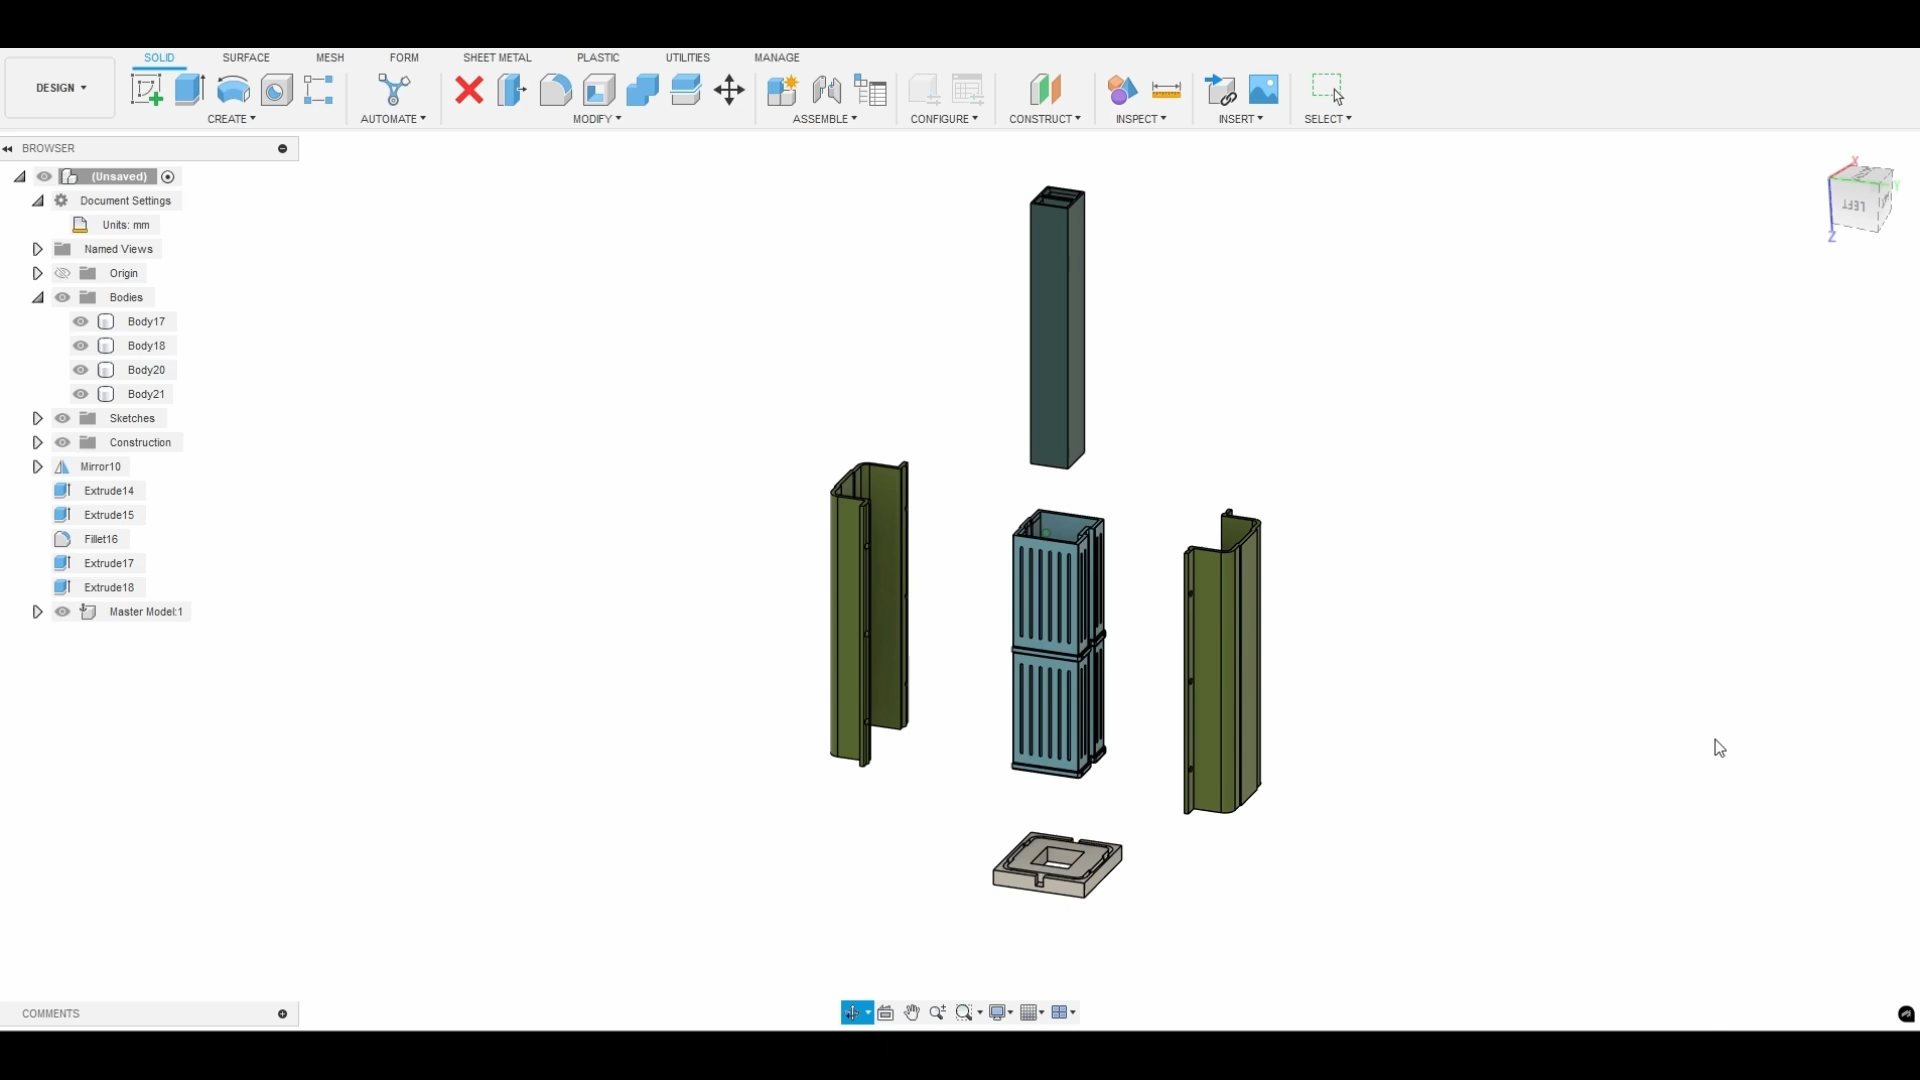 SOLID SURFACE MESH FORM SHEET METAL PLASTIC UTILITIES MANAGE
DESIGN
CREATE AUTOMATE MODIFY ASSEMBLE CONFIGURE CONSTRUCT INSPECT INSERT SELECT
BROWSER
(Unsaved)
Document Settings
Units: mm
Named Views
Origin
Bodies
Body17
Body18
Body20
Body21
Sketches
Construction
Mirror10
Extrude14
Extrude15
Fillet16
Extrude17
Extrude18
Master Model:1
X
Y
LEFT
Z
COMMENTS